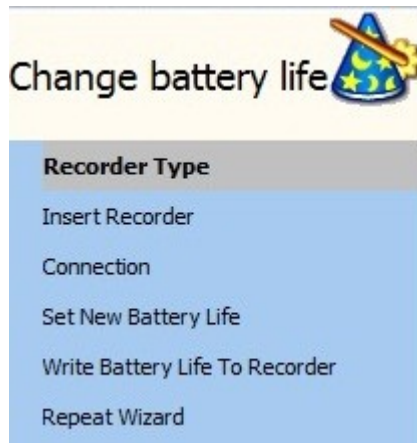 Change battery life
Recorder Type
Insert Recorder
Connection
Set New Battery Life
Write Battery Life To Recorder
Repeat Wizard